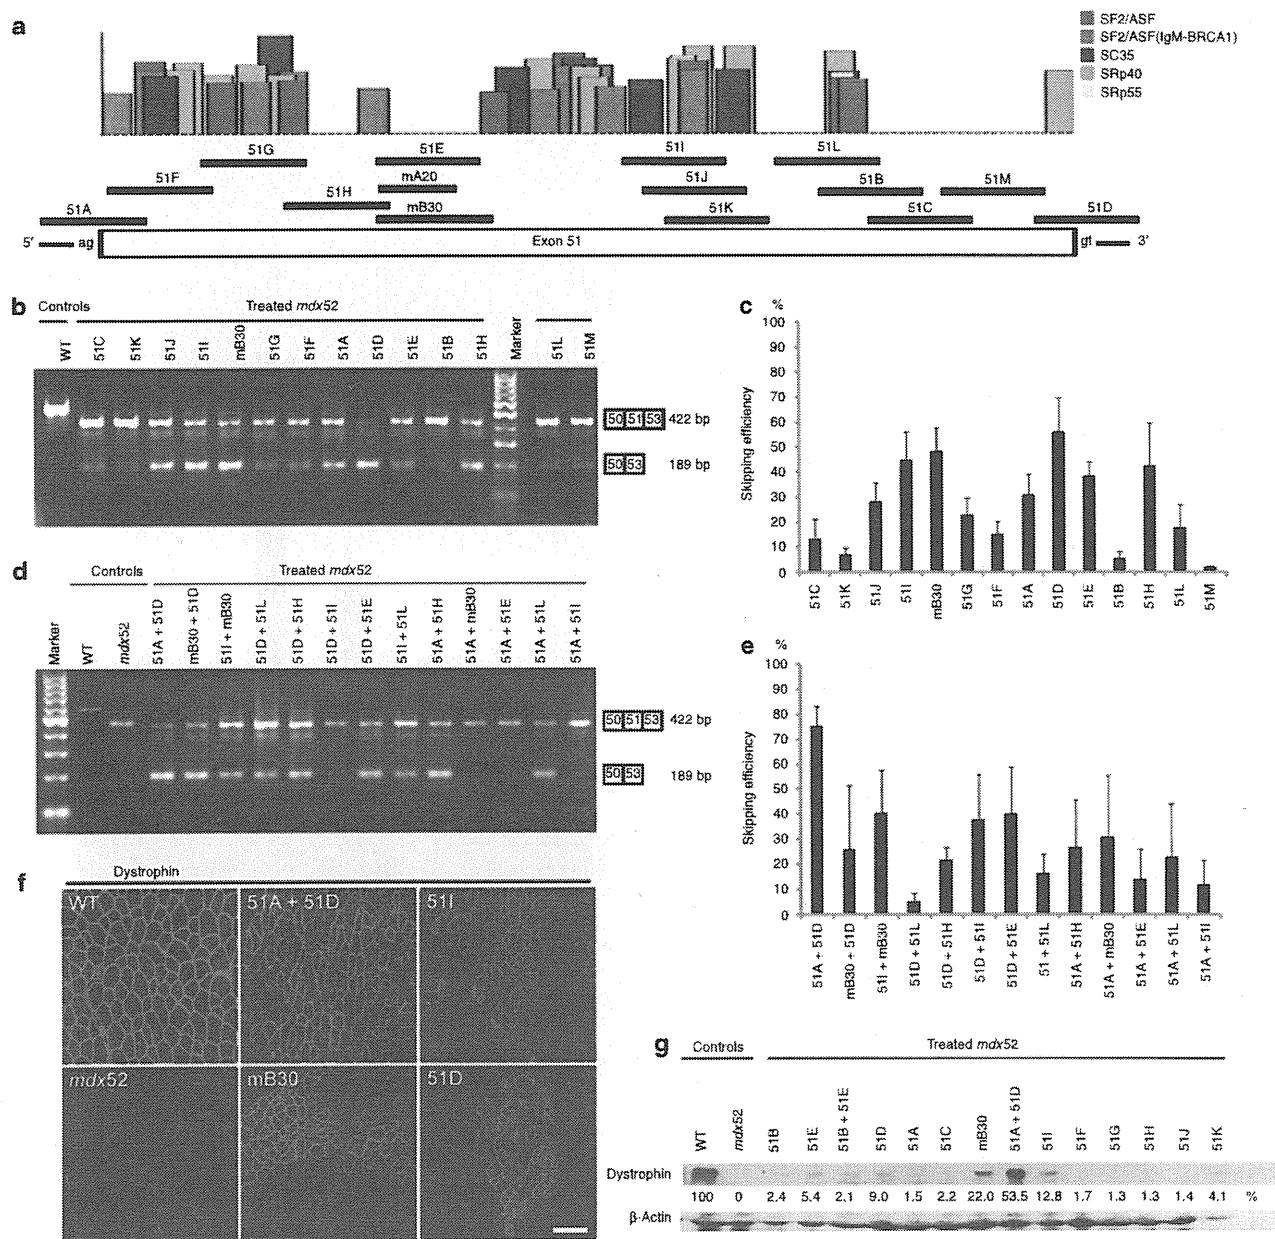 a
SF2/ASF
SF2/ASF(IgM-BRCA1)
SC35
SRp40
SRp55
51G
51E
51I
51L
51F
mA20
51J
51B
51M
51H
51A
mB30
51K
51C
51D
5′
ag
Exon 51
gt
3′
b
Controls
Treated mdx52
WT
51C
51K
51J
51I
mB30
51G
51F
51A
51D
51E
51B
51H
Marker
51L
51M
50 51 53 422 bp
50 53 189 bp
c
%
100
90
80
70
60
50
40
30
20
10
0
Skipping efficiency
51C
51K
51J
51I
mB30
51G
51F
51A
51D
51E
51B
51H
51L
51M
d
Controls
Treated mdx52
Marker
WT
mdx52
51A + 51D
mB30 + 51D
51I + mB30
51D + 51L
51D + 51H
51D + 51I
51D + 51E
51I + 51L
51A + 51H
51A + mB30
51A + 51E
51A + 51L
51A + 51I
50 51 53 422 bp
50 53 189 bp
e
%
100
90
80
70
60
50
40
30
20
10
0
Skipping efficiency
51A + 51D
mB30 + 51D
51I + mB30
51D + 51L
51D + 51H
51D + 51I
51D + 51E
51 + 51L
51A + 51H
51A + mB30
51A + 51E
51A + 51L
51A + 51I
f
Dystrophin
WT
51A + 51D
51I
mdx52
mB30
51D
g
Controls
Treated mdx52
WT
mdx52
51B
51E
51B + 51E
51D
51A
51C
mB30
51A + 51D
51I
51F
51G
51H
51J
51K
Dystrophin
100 0 2.4 5.4 2.1 9.0 1.5 2.2 22.0 53.5 12.8 1.7 1.3 1.3 1.4 4.1 %
β-Actin